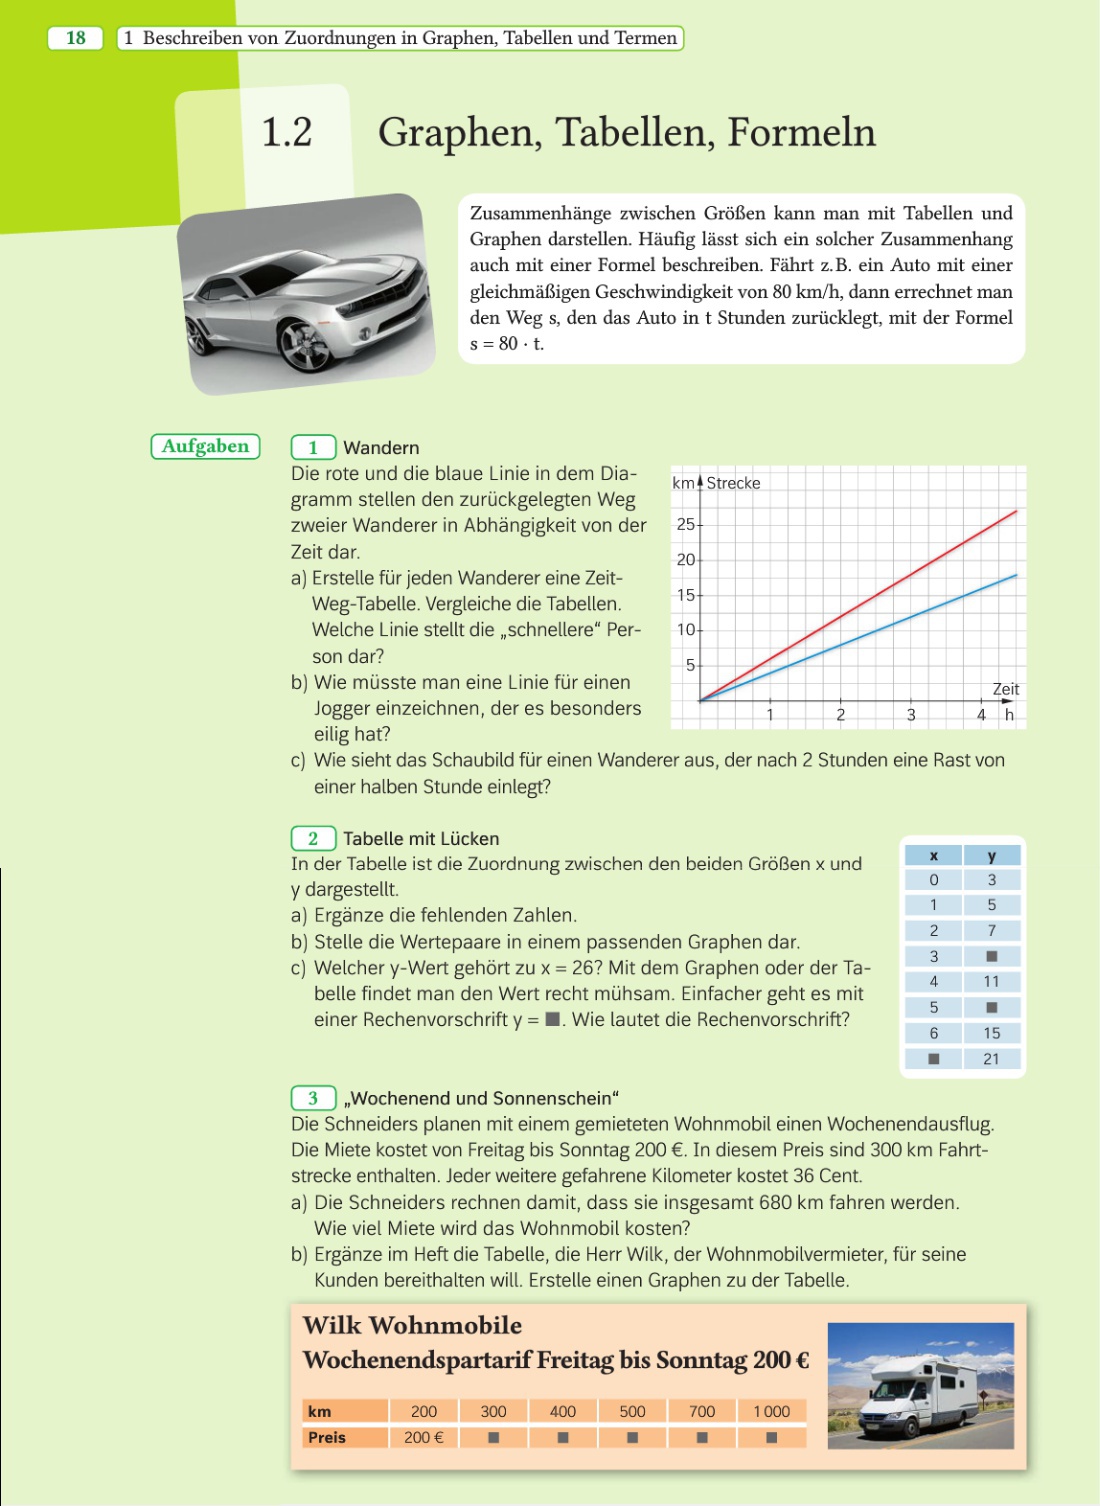 18
1 Beschreiben von Zuordnungen in Graphen, Tabellen und Termen
1.2 Graphen, Tabellen, Formeln
Zusammenhänge zwischen Größen kann man mit Tabellen und
Graphen darstellen. Häufig lässt sich ein solcher Zusammenhang
auch mit einer Formel beschreiben. Fährt z.B. ein Auto mit einer
gleichmäßigen Geschwindigkeit von 80 km/h, dann errechnet man
den Weg s, den das Auto in t Stunden zurücklegt, mit der Formel
s = 80 · t.
Aufgaben
1 Wandern
Die rote und die blaue Linie in dem Dia-
gramm stellen den zurückgelegten Weg
zweier Wanderer in Abhängigkeit von der
Zeit dar.
a) Erstelle für jeden Wanderer eine Zeit-
Weg-Tabelle. Vergleiche die Tabellen.
Welche Linie stellt die „schnellere“ Per-
son dar?
b) Wie müsste man eine Linie für einen
Jogger einzeichnen, der es besonders
eilig hat?
km Strecke
25
20
15
10
5
Zeit
1 2 3 4 h
c) Wie sieht das Schaubild für einen Wanderer aus, der nach 2 Stunden eine Rast von
einer halben Stunde einlegt?
2 Tabelle mit Lücken
In der Tabelle ist die Zuordnung zwischen den beiden Größen x und
y dargestellt.
a) Ergänze die fehlenden Zahlen.
b) Stelle die Wertepaare in einem passenden Graphen dar.
c) Welcher y-Wert gehört zu x = 26? Mit dem Graphen oder der Ta-
belle findet man den Wert recht mühsam. Einfacher geht es mit
einer Rechenvorschrift y = ■. Wie lautet die Rechenvorschrift?
x y
0 3
1 5
2 7
3 ■
4 11
5 ■
6 15
■ 21
3 „Wochenend und Sonnenschein“
Die Schneiders planen mit einem gemieteten Wohnmobil einen Wochenendausflug.
Die Miete kostet von Freitag bis Sonntag 200 €. In diesem Preis sind 300 km Fahrt-
strecke enthalten. Jeder weitere gefahrene Kilometer kostet 36 Cent.
a) Die Schneiders rechnen damit, dass sie insgesamt 680 km fahren werden.
Wie viel Miete wird das Wohnmobil kosten?
b) Ergänze im Heft die Tabelle, die Herr Wilk, der Wohnmobilvermieter, für seine
Kunden bereithalten will. Erstelle einen Graphen zu der Tabelle.
Wilk Wohnmobile
Wochenendspartarif Freitag bis Sonntag 200 €
km 200 300 400 500 700 1 000
Preis 200 € ■ ■ ■ ■ ■